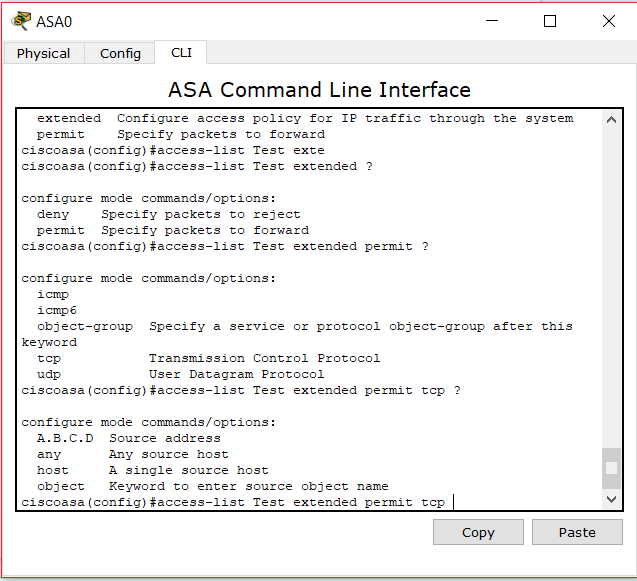 ASA0
Physical Config CLI
ASA Command Line Interface
extended  Configure access policy for IP traffic through the system
permit    Specify packets to forward
ciscoasa(config)#access-list Test exte
ciscoasa(config)#access-list Test extended ?
configure mode commands/options:
deny    Specify packets to reject
permit  Specify packets to forward
ciscoasa(config)#access-list Test extended permit ?
configure mode commands/options:
icmp
icmp6
object-group  Specify a service or protocol object-group after this
keyword
tcp           Transmission Control Protocol
udp           User Datagram Protocol
ciscoasa(config)#access-list Test extended permit tcp ?
configure mode commands/options:
A.B.C.D  Source address
any      Any source host
host     A single source host
object   Keyword to enter source object name
ciscoasa(config)#access-list Test extended permit tcp
Copy Paste